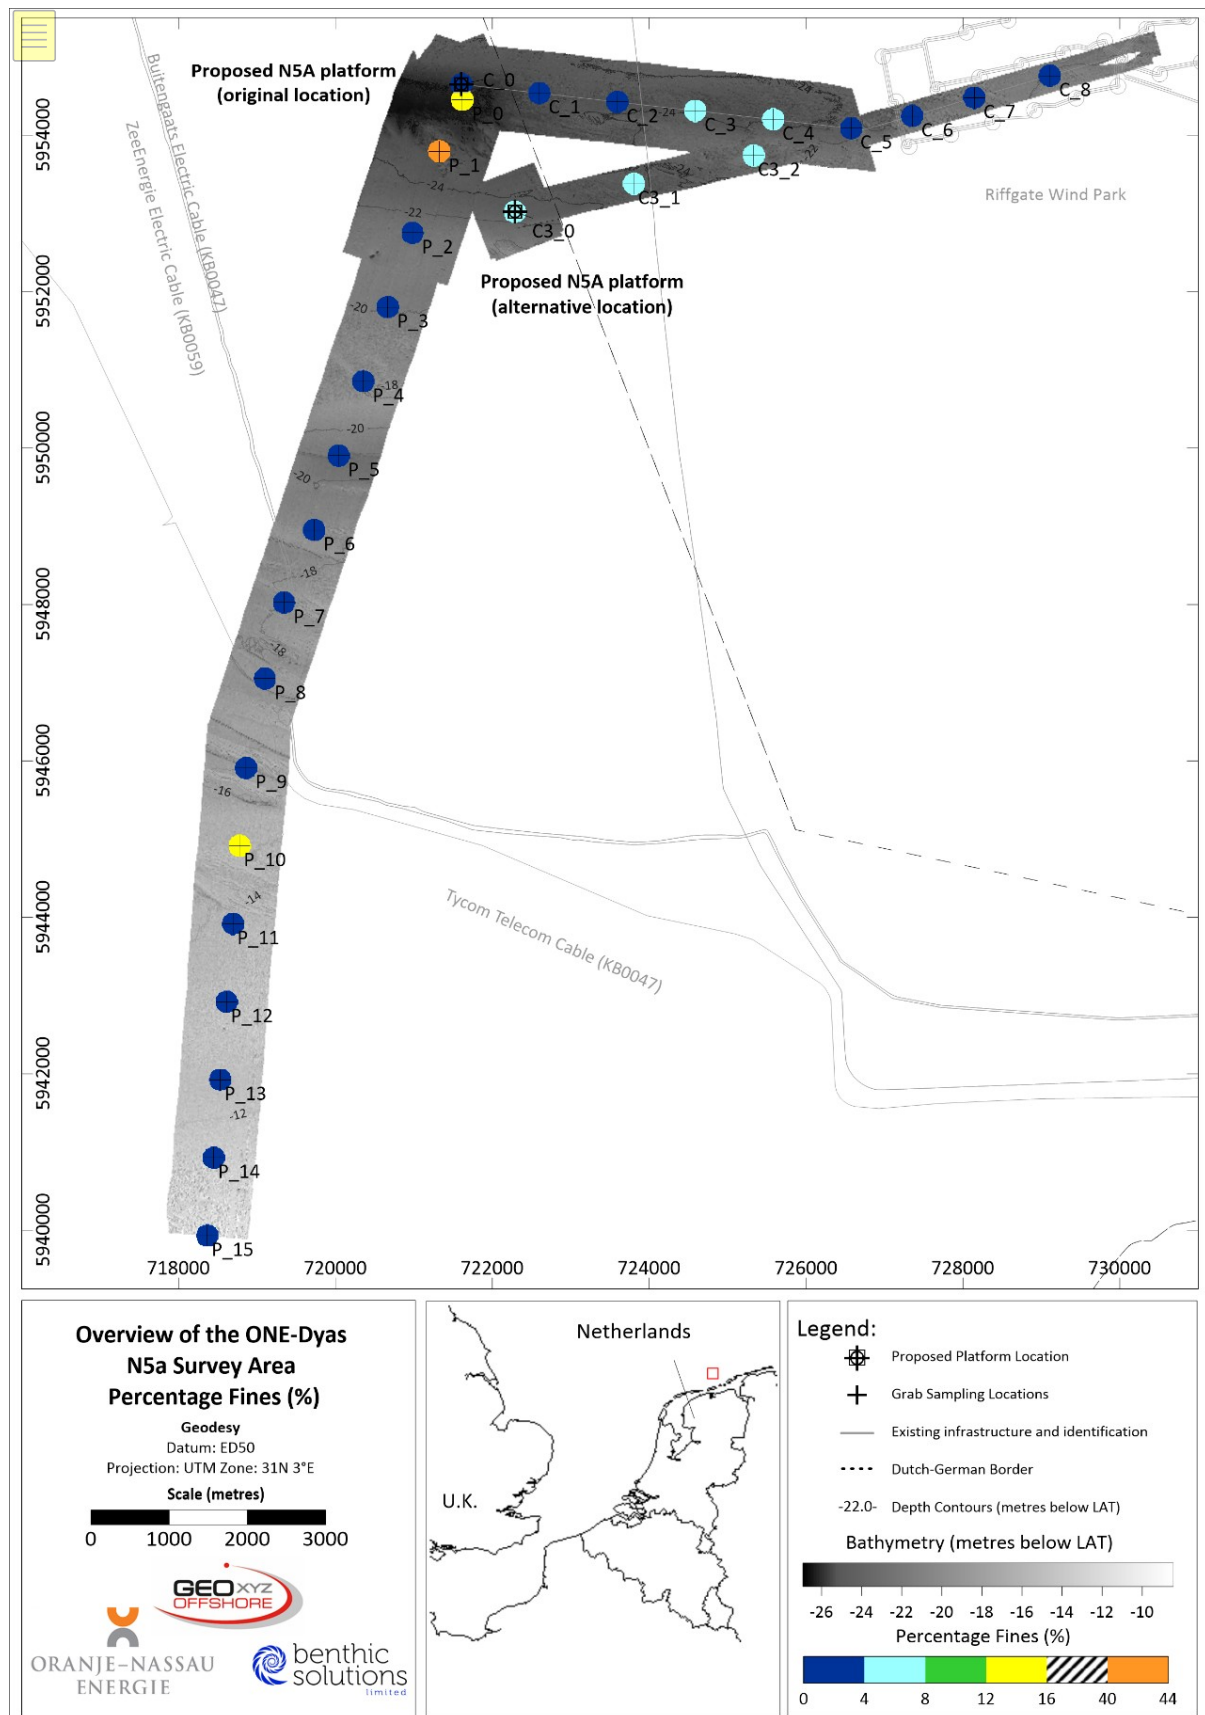 Proposed N5A platform
(original location)
C_0
P_0
C_1
C_2
-24
C_3
-24
C_4
-22
C_5
C_6
C_7
C_8
P_1
-24
C3_2
-24
C3_1
C3_0
Riffgate Wind Park
-22
P_2
Proposed N5A platform
(alternative location)
Buitengaats Electric Cable (KB0047)
ZeeEnergie Electric Cable (KB0059)
-20
P_3
-18
P_4
-20
P_5
-20
P_6
-18
P_7
-18
P_8
P_9
-16
P_10
-14
P_11
Tycom Telecom Cable (KB0047)
P_12
P_13
-12
P_14
P_15
5954000
5952000
5950000
5948000
5946000
5944000
5942000
5940000
718000 720000 722000 724000 726000 728000 730000
Overview of the ONE-Dyas
N5a Survey Area
Percentage Fines (%)
Geodesy
Datum: ED50
Projection: UTM Zone: 31N 3°E
Scale (metres)
0 1000 2000 3000
GEO XYZ
OFFSHORE
ORANJE-NASSAU
ENERGIE
benthic
solutions
limited
Netherlands
U.K.
Legend:
Proposed Platform Location
Grab Sampling Locations
Existing infrastructure and identification
Dutch-German Border
-22.0- Depth Contours (metres below LAT)
Bathymetry (metres below LAT)
-26 -24 -22 -20 -18 -16 -14 -12 -10
Percentage Fines (%)
0 4 8 12 16 40 44